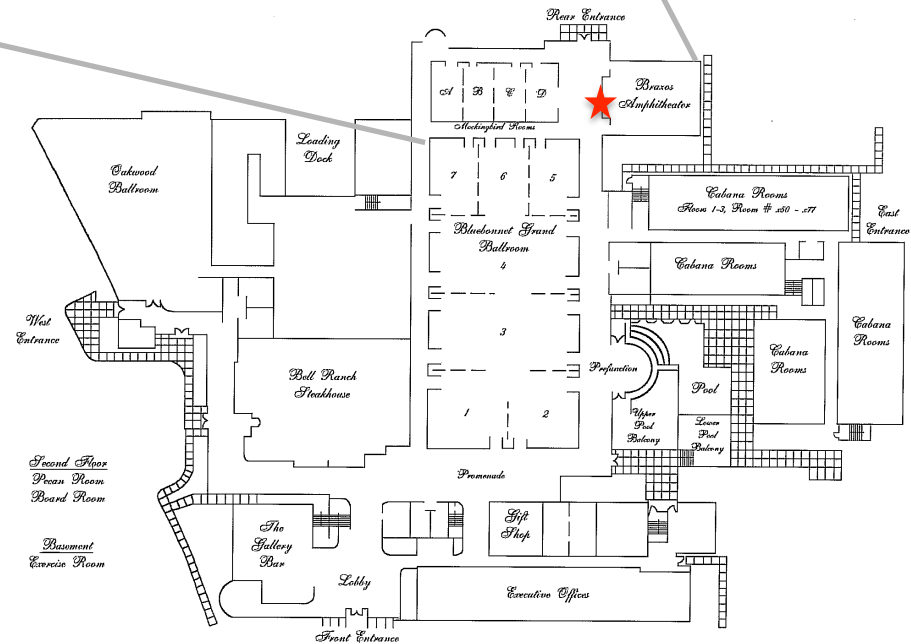 Rear Entrance
A
B
C
D
Brazos
Amphitheater
Mockingbird Rooms
Loading
Dock
Oakwood
Ballroom
7
6
5
Cabana Rooms
Floors 1-3, Room # x50 - x77
East
Entrance
Bluebonnet Grand
Ballroom
4
Cabana Rooms
West
Entrance
3
Cabana
Rooms
Cabana
Rooms
Prefunction
Bell Ranch
Steakhouse
Pool
1
2
Upper
Pool
Balcony
Lower
Pool
Balcony
Second Floor
Pecan Room
Board Room
Promenade
Gift
Shop
The
Gallery
Bar
Basement
Exercise Room
Lobby
Executive Offices
Front Entrance